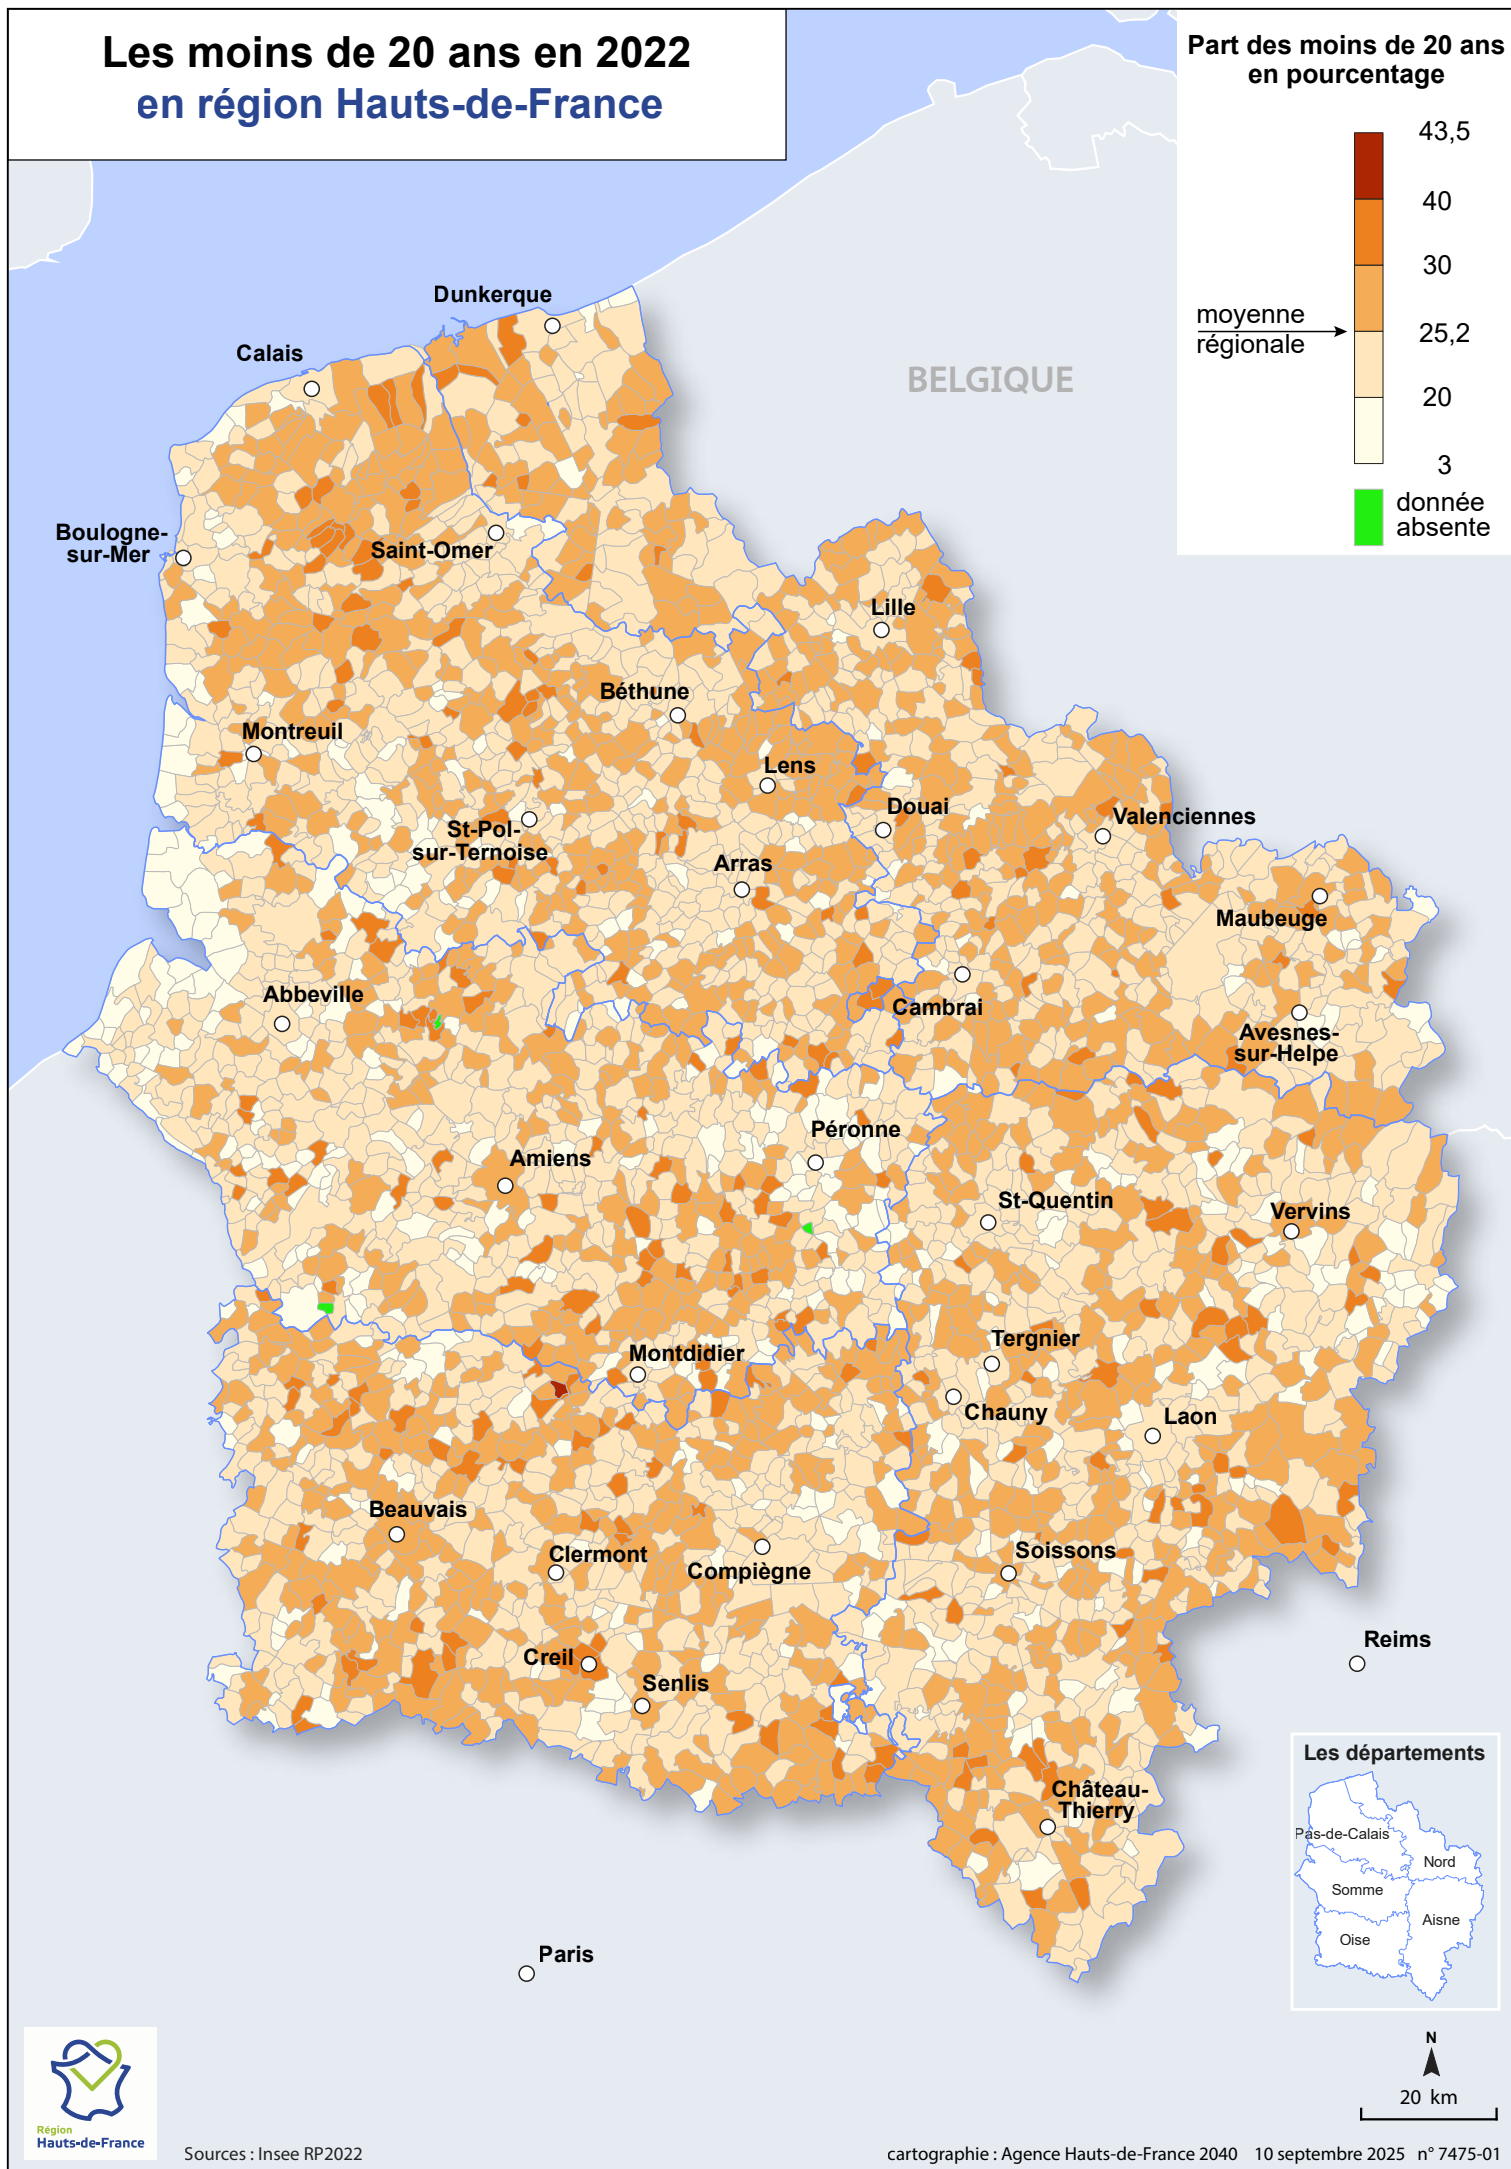 Les moins de 20 ans en 2022
en région Hauts-de-France
Part des moins de 20 ans
en pourcentage
43,5
40
30
moyenne
régionale
25,2
20
3
donnée
absente
BELGIQUE
Dunkerque
Calais
Boulogne-
sur-Mer
Saint-Omer
Lille
Béthune
Montreuil
Lens
Douai
Valenciennes
St-Pol-
sur-Ternoise
Arras
Maubeuge
Abbeville
Cambrai
Avesnes-
sur-Helpe
Péronne
Amiens
St-Quentin
Vervins
Tergnier
Montdidier
Chauny
Laon
Beauvais
Clermont
Compiègne
Soissons
Creil
Senlis
Reims
Château-
Thierry
Paris
Les départements
Pas-de-Calais
Nord
Somme
Aisne
Oise
N
20 km
Région
Hauts-de-France
Sources : Insee RP2022
cartographie : Agence Hauts-de-France 2040 10 septembre 2025 n° 7475-01